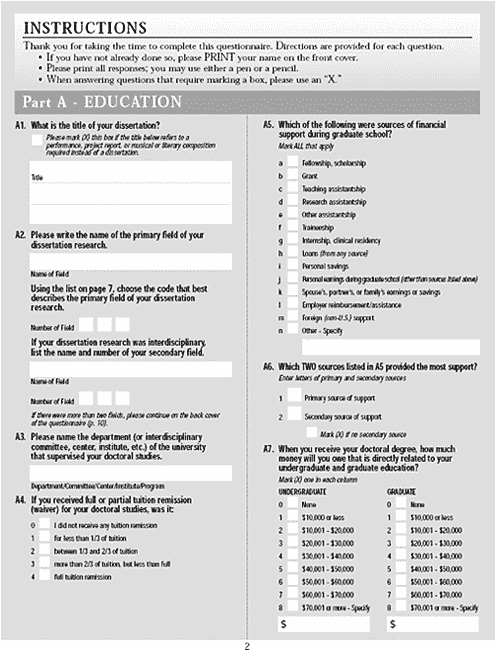 INSTRUCTIONS
Thank you for taking the time to complete this questionnaire. Directions are provided for each question.
• If you have not already done so, please PRINT your name on the front cover.
• Please print all responses; you may use either a pen or a pencil.
• When answering questions that require marking a box, please use an "X."
Part A - EDUCATION
A1. What is the title of your dissertation?
Please mark (X) this box if the title below refers to a
performance, project report, or musical or literary composition
required instead of a dissertation.
Title
A2. Please write the name of the primary field of your
dissertation research.
Name of Field
Using the list on page 7, choose the code that best
describes the primary field of your dissertation
research.
Number of Field
If your dissertation research was interdisciplinary,
list the name and number of your secondary field.
Name of Field
Number of Field
If there were more than two fields, please continue on the back cover
of the questionnaire (p. 10).
A3. Please name the department (or interdisciplinary
committee, center, institute, etc.) of the university
that supervised your doctoral studies.
Department/Committee/Center/Institute/Program
A4. If you received full or partial tuition remission
(waiver) for your doctoral studies, was it:
0 I did not receive any tuition remission
1 for less than 1/3 of tuition
2 between 1/3 and 2/3 of tuition
3 more than 2/3 of tuition, but less than full
4 full tuition remission
A5. Which of the following were sources of financial
support during graduate school?
Mark ALL that apply
a Fellowship, scholarship
b Grant
c Teaching assistantship
d Research assistantship
e Other assistantship
f Traineeship
g Internship, clinical residency
h Loans (from any source)
i Personal savings
j Personal earnings during graduate school (other than sources listed above)
k Spouse's, partner's, or family's earnings or savings
l Employer reimbursement/assistance
m Foreign (non-U.S.) support
n Other - Specify
A6. Which TWO sources listed in A5 provided the most support?
Enter letters of primary and secondary sources
1 Primary source of support
2 Secondary source of support
Mark (X) if no secondary source
A7. When you receive your doctoral degree, how much
money will you owe that is directly related to your
undergraduate and graduate education?
Mark (X) one in each column
UNDERGRADUATE GRADUATE
0 None 0 None
1 $10,000 or less 1 $10,000 or less
2 $10,001 - $20,000 2 $10,001 - $20,000
3 $20,001 - $30,000 3 $20,001 - $30,000
4 $30,001 - $40,000 4 $30,001 - $40,000
5 $40,001 - $50,000 5 $40,001 - $50,000
6 $50,001 - $60,000 6 $50,001 - $60,000
7 $60,001 - $70,000 7 $60,001 - $70,000
8 $70,001 or more - Specify 8 $70,001 or more - Specify
$ $
2